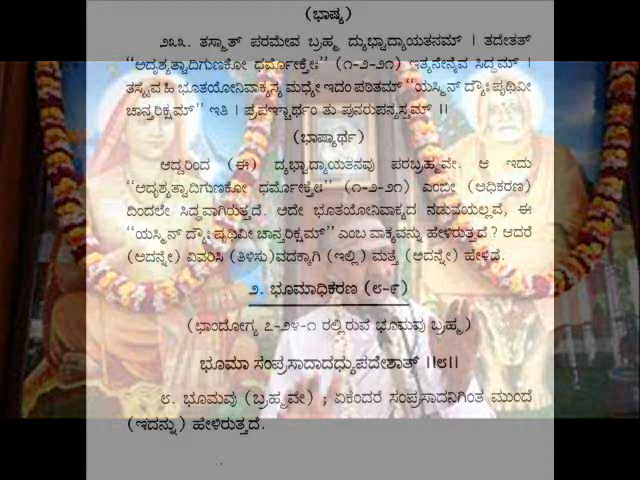 (ಭಾಷ್ಯ)
೨೩೩. ತಸ್ಮಾತ್ ಪರಮೇವ ಬ್ರಹ್ಮ ದ್ಯುಭ್ವಾದ್ಯಾಯತನಮ್ । ತದೇತತ್
“ಅದೃಶ್ಯತ್ವಾದಿಗುಣಕೋ ಧರ್ಮೋಕ್ತೇಃ” (೧-೨-೨೧) ಇತ್ಯನೇನೈವ ಸಿದ್ಧಮ್ ।
ತಸ್ಯೈವ ಹಿ ಭೂತಯೋನಿವಾಕ್ಯಸ್ಯ ಮಧ್ಯೇ ಇದಂ ಪಠಿತಮ್ “ಯಸ್ಮಿನ್ ದ್ಯೌಃ ಪೃಥಿವೀ
ಚಾನ್ತರಿಕ್ಷಮ್” ಇತಿ । ಪ್ರಪಞ್ಚಾರ್ಥಂ ತು ಪುನರುಪನ್ಯಸ್ತಮ್ ॥
(ಭಾಷ್ಯಾರ್ಥ)
ಆದ್ದರಿಂದ (ಈ) ದ್ಯುಭ್ವಾದ್ಯಾಯತನವು ಪರಬ್ರಹ್ಮವೇ. ಆ ಇದು
“ಅದೃಶ್ಯತ್ವಾದಿಗುಣಕೋ ಧರ್ಮೋಕ್ತೇಃ” (೧-೨-೨೧) ಎಂಬೀ (ಅಧಿಕರಣ)
ದಿಂದಲೇ ಸಿದ್ಧವಾಗಿರುತ್ತದೆ. ಅದೇ ಭೂತಯೋನಿವಾಕ್ಯದ ನಡುವೆಯಲ್ಲವೆ, ಈ
“ಯಸ್ಮಿನ್ ದ್ಯೌಃ ಪೃಥಿವೀ ಚಾನ್ತರಿಕ್ಷಮ್” ಎಂಬ ವಾಕ್ಯವನ್ನು ಹೇಳಿರುತ್ತದೆ ? ಆದರೆ
(ಅದನ್ನೇ) ವಿವರಿಸಿ (ತಿಳಿಸು)ವದಕ್ಕಾಗಿ (ಇಲ್ಲಿ) ಮತ್ತೆ (ಅದನ್ನೇ) ಹೇಳಿದೆ.
೨. ಭೂಮಾಧಿಕರಣ (೮-೯)
(ಛಾಂದೋಗ್ಯ ೭-೨೪-೧ ರಲ್ಲಿರುವ ಭೂಮವು ಬ್ರಹ್ಮ)
ಭೂಮಾ ಸಂಪ್ರಸಾದಾದಧ್ಯುಪದೇಶಾತ್ ॥೮॥
೮. ಭೂಮವು (ಬ್ರಹ್ಮವೇ) ; ಏಕೆಂದರೆ ಸಂಪ್ರಸಾದನಿಗಿಂತ ಮುಂದೆ
(ಇದನ್ನು) ಹೇಳಿರುತ್ತದೆ.